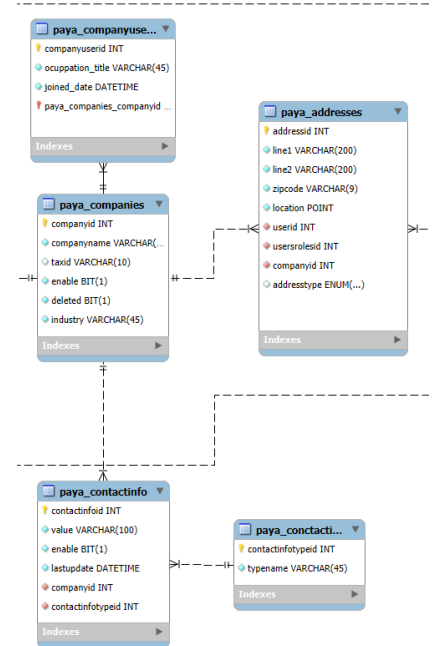 paya_companyuse...
companyuserid INT
ocuppation_title VARCHAR(45)
joined_date DATETIME
paya_companies_companyid ...
Indexes
paya_addresses
addressid INT
line1 VARCHAR(200)
line2 VARCHAR(200)
zipcode VARCHAR(9)
location POINT
userid INT
usersrolesid INT
companyid INT
addresstype ENUM(...)
Indexes
paya_companies
companyid INT
companyname VARCHAR(...
taxid VARCHAR(10)
enable BIT(1)
deleted BIT(1)
industry VARCHAR(45)
Indexes
paya_contactinfo
contactinfoid INT
value VARCHAR(100)
enable BIT(1)
lastupdate DATETIME
companyid INT
contactinfotypeid INT
Indexes
paya_conctacti...
contactinfotypeid INT
typename VARCHAR(45)
Indexes